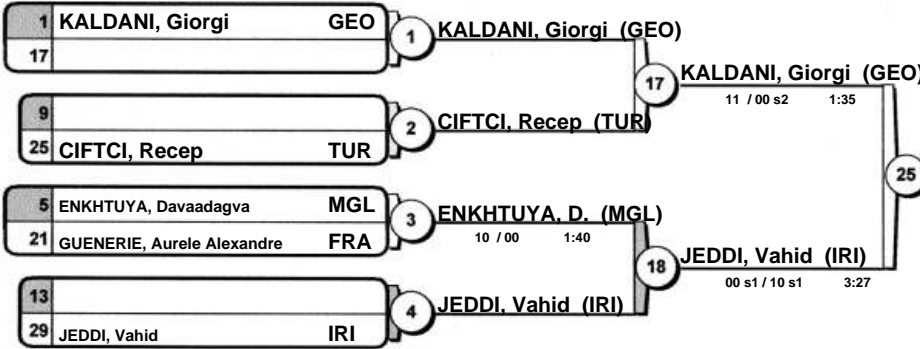 1 KALDANI, Giorgi GEO
17
1
KALDANI, Giorgi (GEO)
9
25 CIFTCI, Recep TUR
2
CIFTCI, Recep (TUR)
17
KALDANI, Giorgi (GEO)
11 / 00 s2 1:35
5 ENKHTUYA, Davaadagva MGL
21 GUENERIE, Aurele Alexandre FRA
3
ENKHTUYA, D. (MGL)
10 / 00 1:40
13
29 JEDDI, Vahid IRI
4
JEDDI, Vahid (IRI)
18
JEDDI, Vahid (IRI)
00 s1 / 10 s1 3:27
25